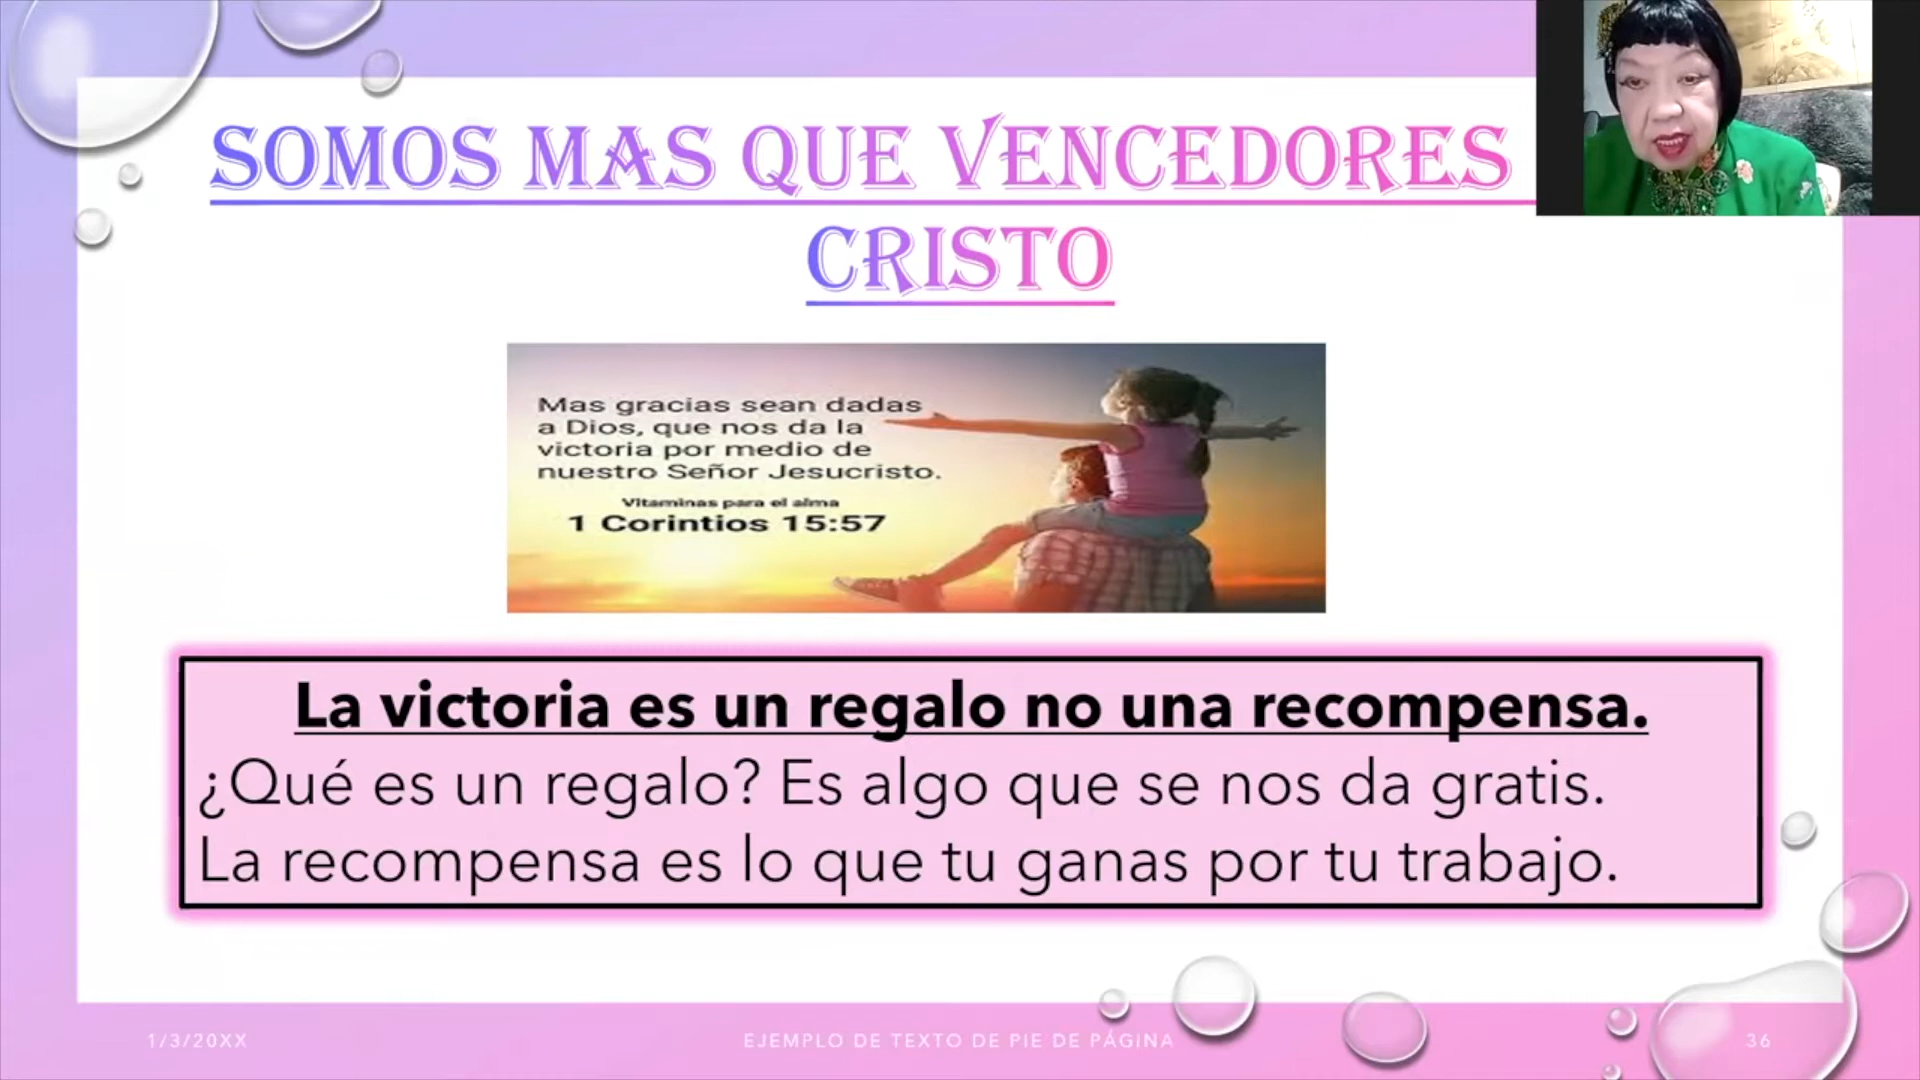 SOMOS MAS QUE VENCEDORES
CRISTO
Mas gracias sean dadas
a Dios, que nos da la
victoria por medio de
nuestro Señor Jesucristo.
Vitaminas para el alma
1 Corintios 15:57
La victoria es un regalo no una recompensa.
¿Qué es un regalo? Es algo que se nos da gratis.
La recompensa es lo que tu ganas por tu trabajo.
1/3/20XX
EJEMPLO DE TEXTO DE PIE DE PÁGINA
36